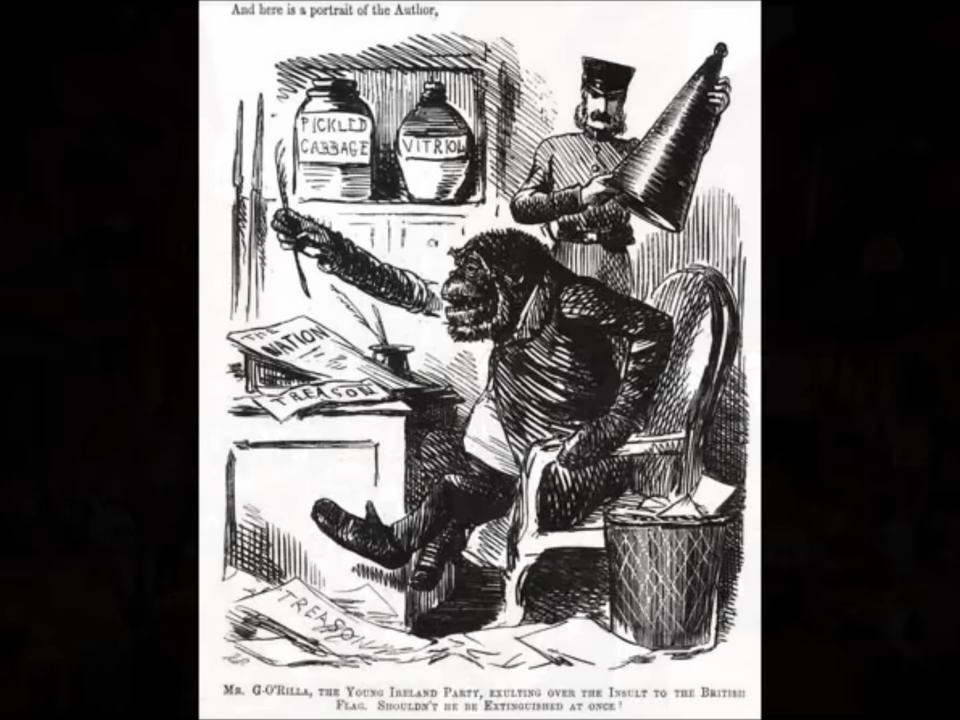 And here is a portrait of the Author,
PICKLED
CABBAGE
VITRIOL
THE
NATION
TREASON
TREASON
MR. G-O'RILLA, THE YOUNG IRELAND PARTY, EXULTING OVER THE INSULT TO THE BRITISH
FLAG. SHOULDN'T HE BE EXTINGUISHED AT ONCE?